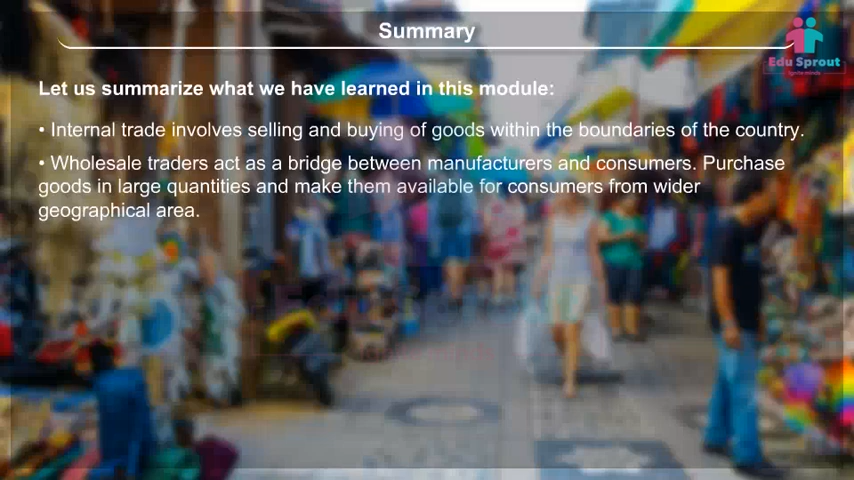 Summary
Edu Sprout
Ignite minds
Let us summarize what we have learned in this module:
• Internal trade involves selling and buying of goods within the boundaries of the country.
• Wholesale traders act as a bridge between manufacturers and consumers. Purchase
goods in large quantities and make them available for consumers from wider
geographical area.